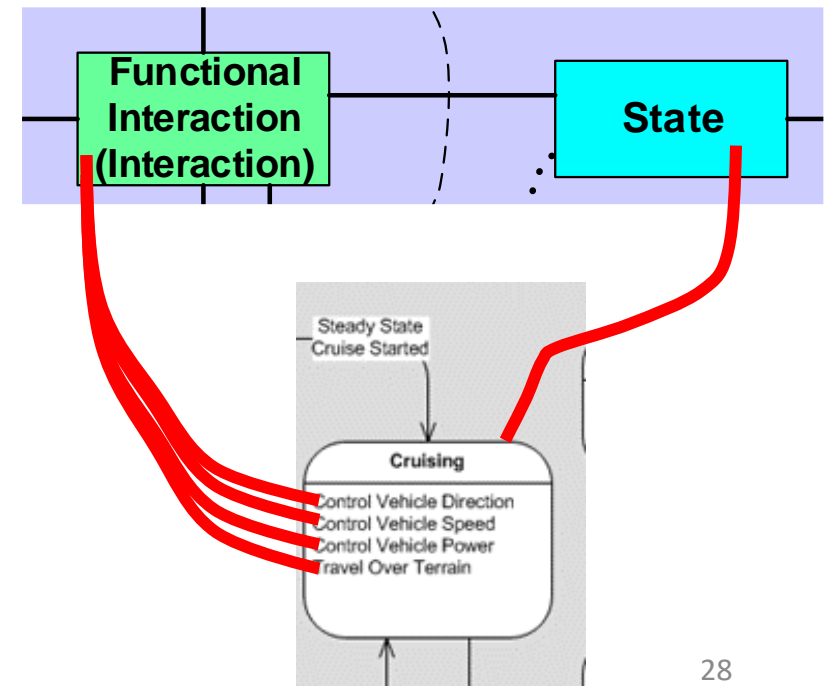 Functional
Interaction
(Interaction)
State
Steady State
Cruise Started
Cruising
Control Vehicle Direction
Control Vehicle Speed
Control Vehicle Power
Travel Over Terrain
28